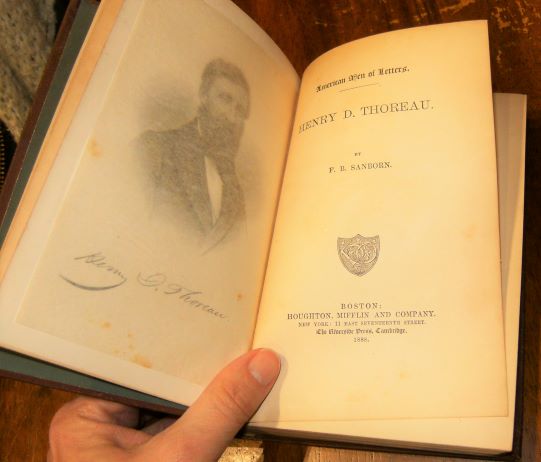 Henry D. Thoreau.
American Men of Letters.
HENRY D. THOREAU.
BY
F. B. SANBORN.
BOSTON:
HOUGHTON, MIFFLIN AND COMPANY.
NEW YORK: 11 EAST SEVENTEENTH STREET.
The Riverside Press, Cambridge.
1888.